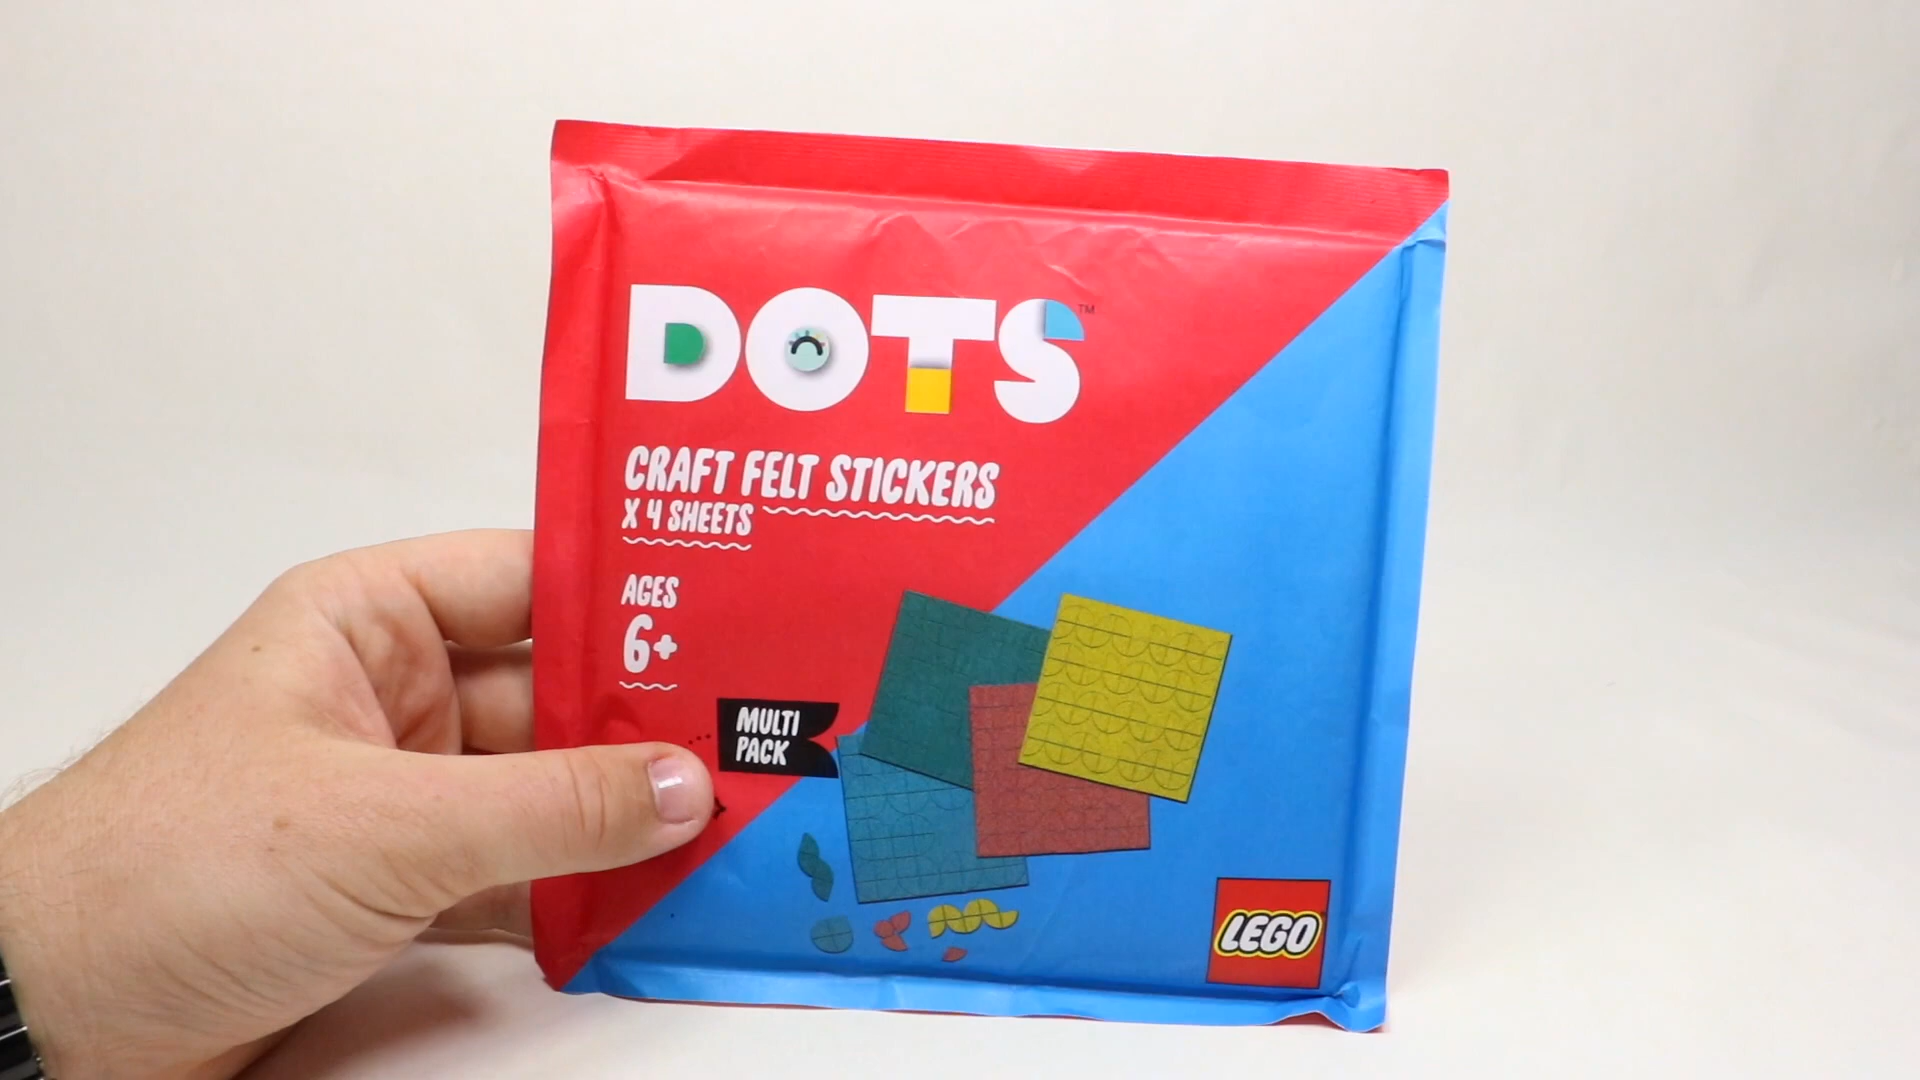 DOTS™
CRAFT FELT STICKERS
X 4 SHEETS
AGES
6+
MULTI
PACK
LEGO